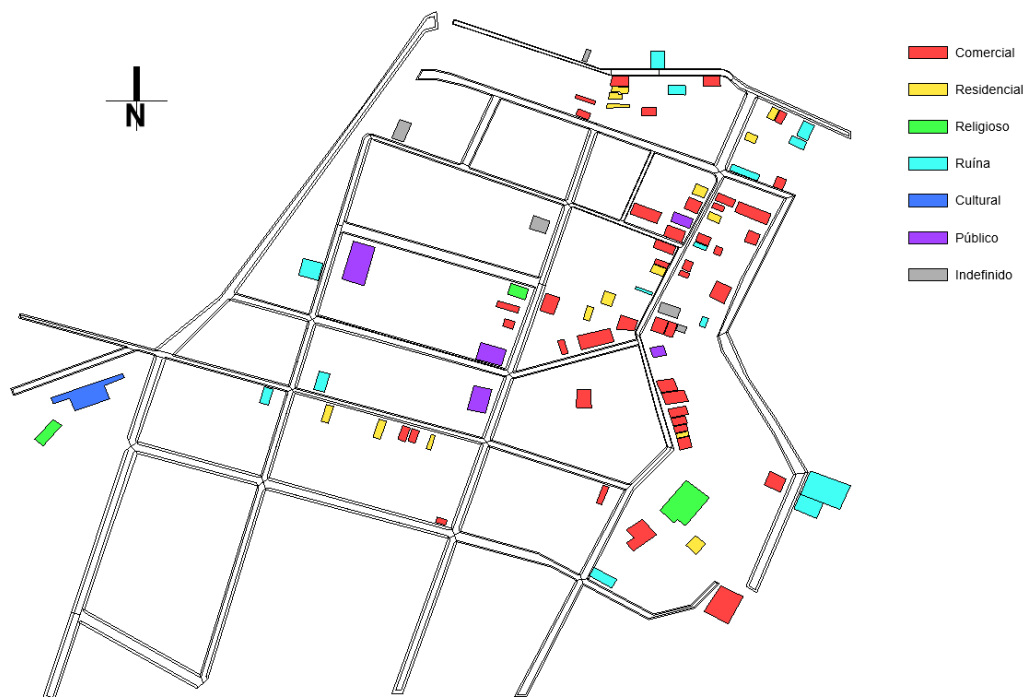 Comercial
Residencial
Religioso
Ruína
Cultural
Público
Indefinido
N